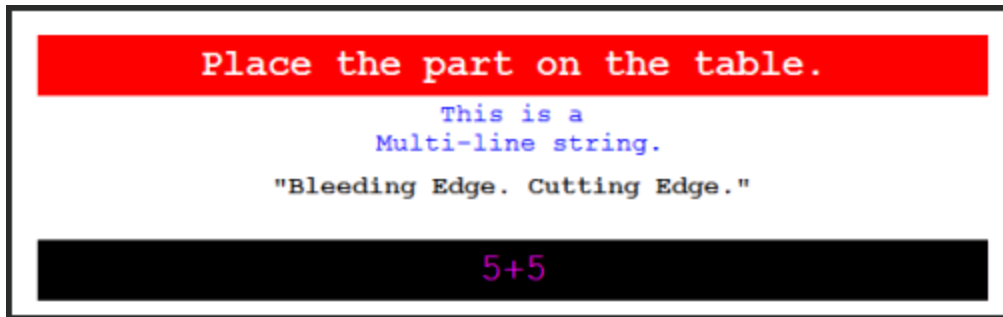 Place the part on the table.
This is a
Multi-line string.
"Bleeding Edge. Cutting Edge."
5+5